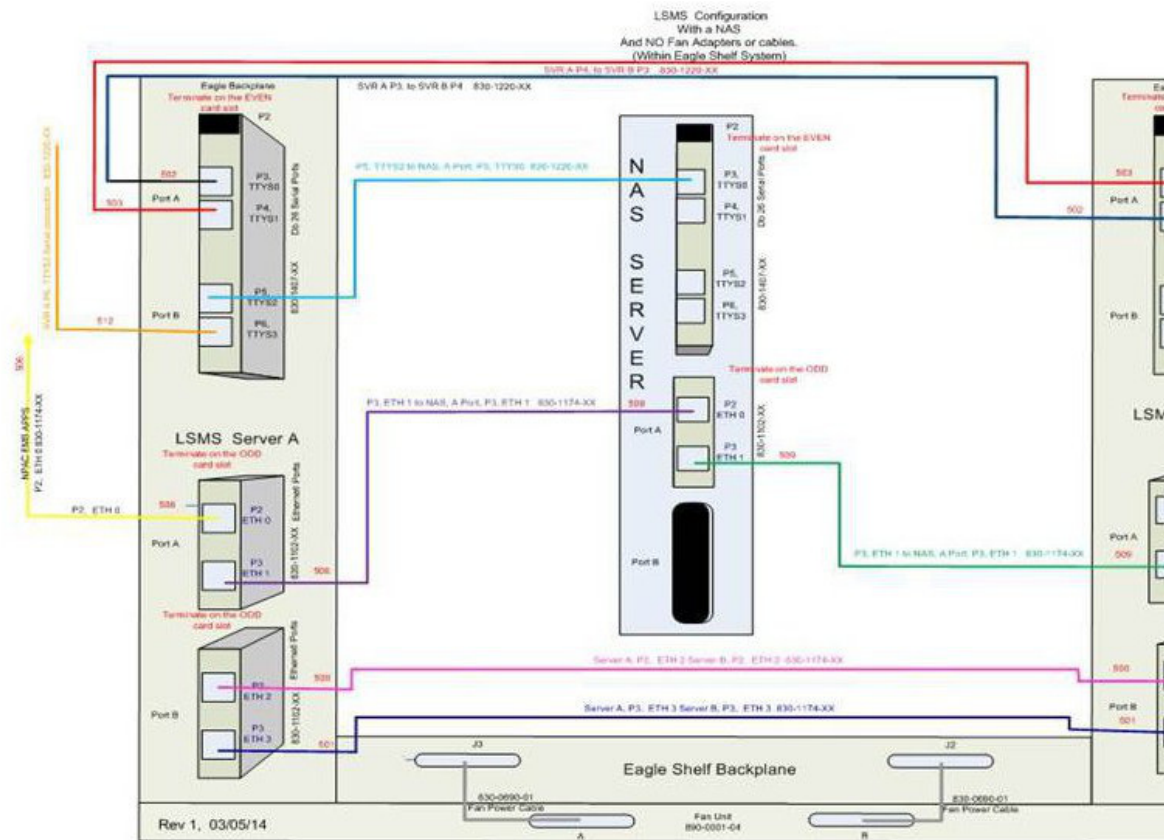 LSMS Configuration
With a NAS
And NO Fan Adapters or cables.
(Within Eagle Shelf System)
SVR A P4, to SVR B P3 830-1220-XX
SVR A P3, to SVR B P4 830-1220-XX
Eagle Backplane
Terminate on the EVEN
card slot
P2
502
P3,
TTYS0
Port A
503
P4,
TTYS1
Db 26 Serial Ports
P5,
TTYS2
830-1407-XX
Port B
P6,
TTYS3
512
P5, TTYS2 to NAS, A Port, P3, TTYS0 830-1220-XX
506
NPAC EMS APPS
P2, ETH 0 830-1174-XX
P2, ETH 0
LSMS Server A
Terminate on the ODD
card slot
P2
ETH 0
Port A
P3
ETH 1
Ethernet Ports
508
Terminate on the ODD
card slot
Ethernet Ports
ETH 2
Port B
P3
ETH 3
830-1102-XX
501
NAS SERVER
P2
Terminate on the EVEN
card slot
P3,
TTYS0
P4,
TTYS1
Db 26 Serial Ports
P5,
TTYS2
P6,
TTYS3
830-1407-XX
Terminate on the ODD
card slot
P3, ETH 1 to NAS, A Port, P3, ETH 1 830-1174-XX
508
P2
ETH 0
Port A
P3
ETH 1
830-1102-XX
509
Port B
P3, ETH 1 to NAS, A Port, P3, ETH 1 830-1174-XX
Server A, P2, ETH 2 Server B, P2, ETH 2 830-1174-XX
Server A, P3, ETH 3 Server B, P3, ETH 3 830-1174-XX
503
Port A
502
Port B
LSM
Port A
509
500
Port B
501
J3
J2
Eagle Shelf Backplane
830-0690-01
Fan Power Cable
830-0690-01
Fan Power Cable
Fan Unit
890-0001-04
A
B
Rev 1, 03/05/14